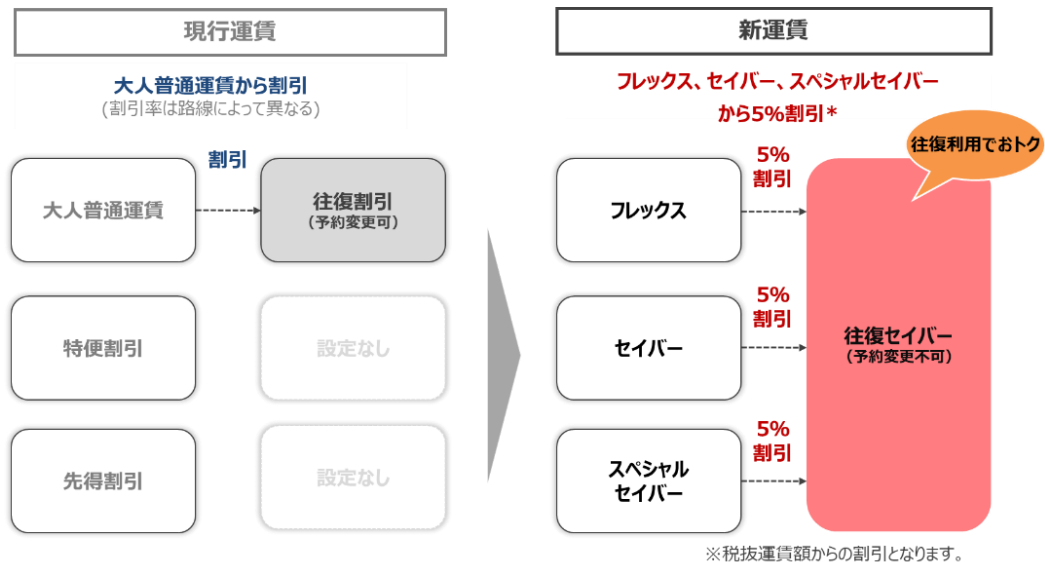 現行運賃
大人普通運賃から割引
(割引率は路線によって異なる)
割引
大人普通運賃
往復割引
(予約変更可)
特便割引
設定なし
先得割引
設定なし
新運賃
フレックス、セイバー、スペシャルセイバー
から5%割引*
往復利用でおトク
5%
割引
フレックス
5%
割引
セイバー
往復セイバー
(予約変更不可)
5%
割引
スペシャル
セイバー
※税抜運賃額からの割引となります。